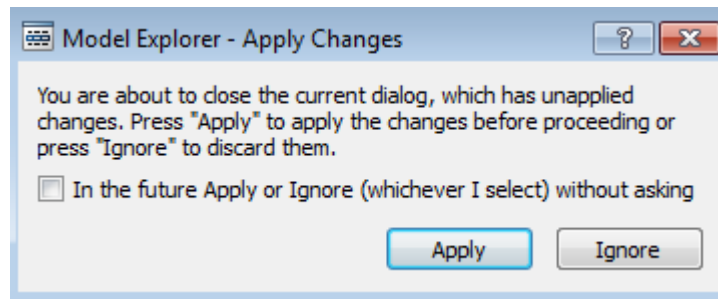 Model Explorer - Apply Changes
You are about to close the current dialog, which has unapplied
changes. Press "Apply" to apply the changes before proceeding or
press "Ignore" to discard them.
In the future Apply or Ignore (whichever I select) without asking
Apply Ignore